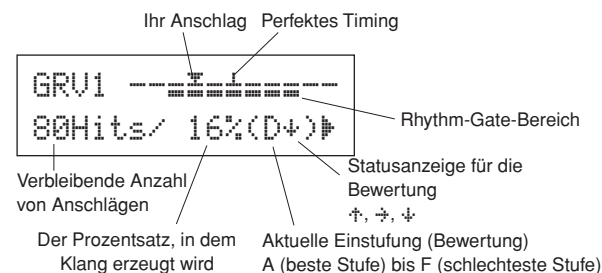 Ihr Anschlag
Perfektes Timing
GRV1
80Hits/ 16%(D↓)
Rhythm-Gate-Bereich
Verbleibende Anzahl
von Anschlägen
Statusanzeige für die
Bewertung
↑, →, ↓
Der Prozentsatz, in dem
Klang erzeugt wird
Aktuelle Einstufung (Bewertung)
A (beste Stufe) bis F (schlechteste Stufe)